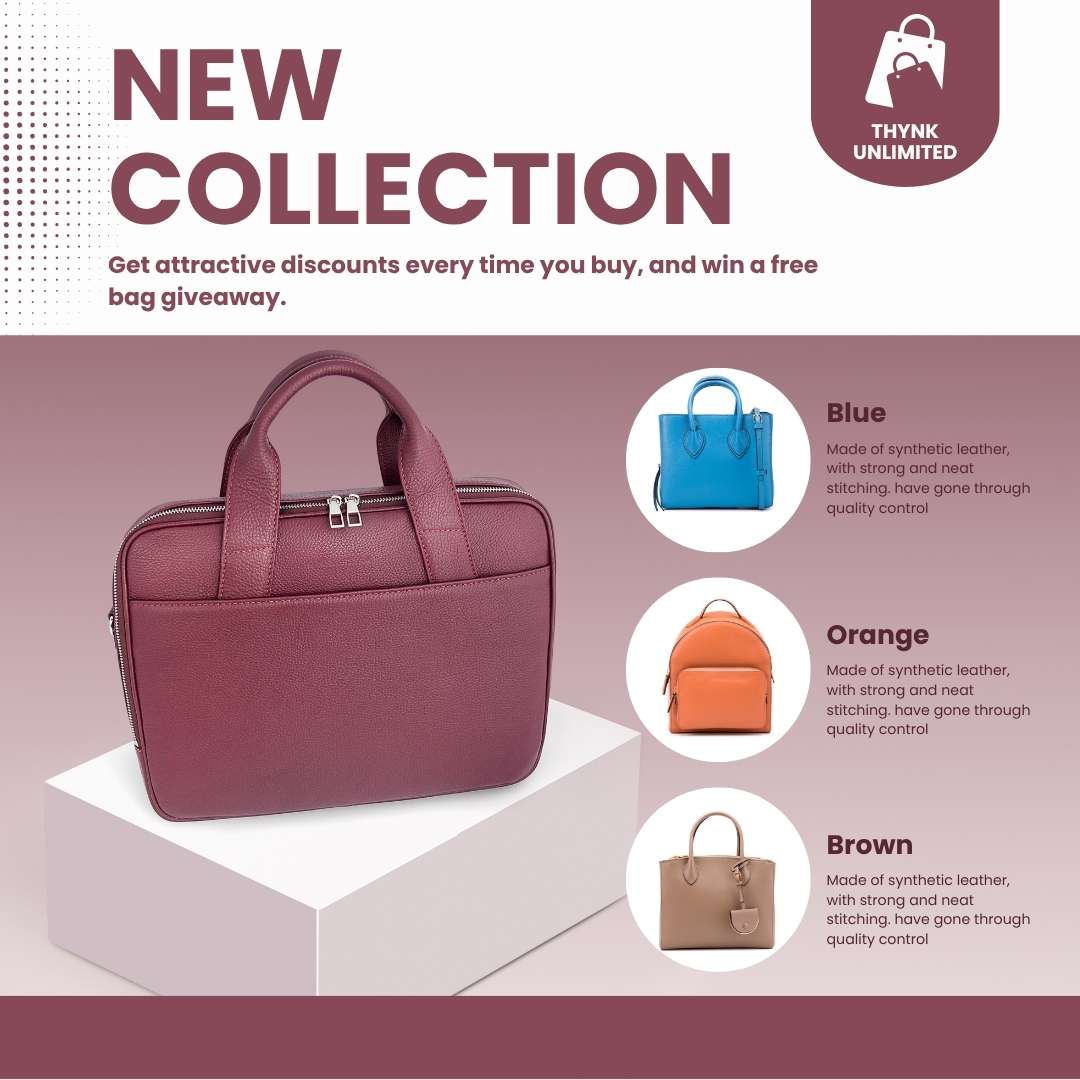 NEW
COLLECTION
Get attractive discounts every time you buy, and win a free
bag giveaway.
THYNK
UNLIMITED
Blue
Made of synthetic leather,
with strong and neat
stitching. have gone through
quality control
Orange
Made of synthetic leather,
with strong and neat
stitching. have gone through
quality control
Brown
Made of synthetic leather,
with strong and neat
stitching. have gone through
quality control